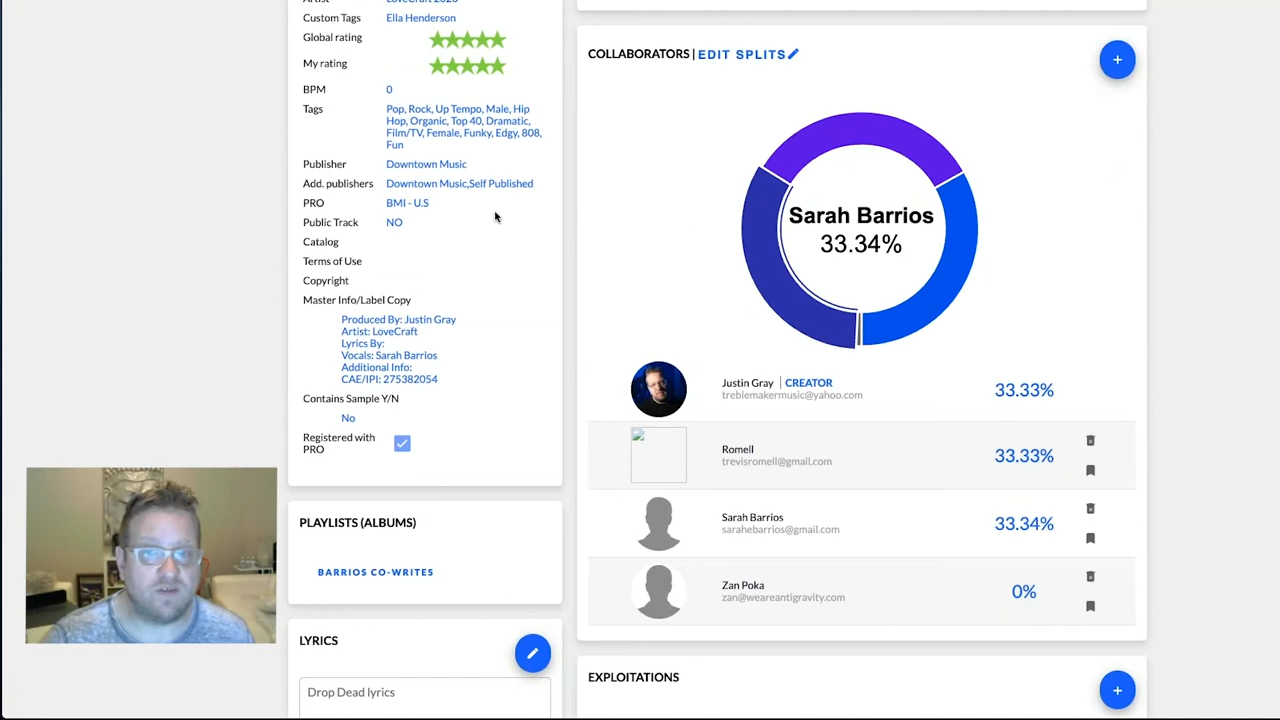 Artist LoveCraft 2020
Custom Tags Ella Henderson
Global rating
My rating
BPM 0
Tags Pop, Rock, Up Tempo, Male, Hip
Hop, Organic, Top 40, Dramatic,
Film/TV, Female, Funky, Edgy, 808,
Fun
Publisher Downtown Music
Add. publishers Downtown Music,Self Published
PRO BMI - U.S
Public Track NO
Catalog
Terms of Use
Copyright
Master Info/Label Copy
Produced By: Justin Gray
Artist: LoveCraft
Lyrics By:
Vocals: Sarah Barrios
Additional Info:
CAE/IPI: 275382054
Contains Sample Y/N
No
Registered with
PRO
PLAYLISTS (ALBUMS)
BARRIOS CO-WRITES
LYRICS
Drop Dead lyrics
COLLABORATORS | EDIT SPLITS
Sarah Barrios
33.34%
Justin Gray | CREATOR
treblemakermusic@yahoo.com
33.33%
Romell
trevisromell@gmail.com
33.33%
Sarah Barrios
sarahebarrios@gmail.com
33.34%
Zan Poka
zan@weareantigravity.com
0%
EXPLOITATIONS